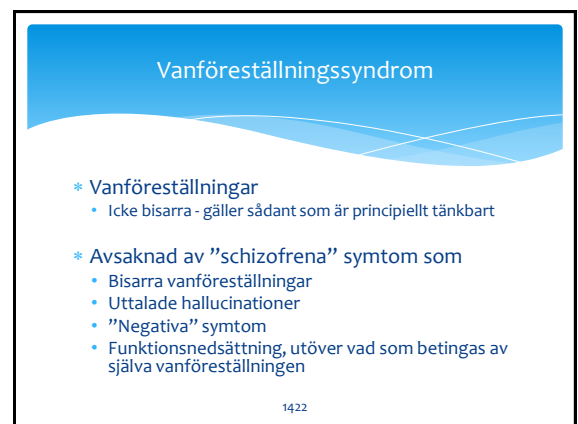 Vanföreställningssyndrom
* Vanföreställningar
• Icke bisarra - gäller sådant som är principiellt tänkbart
* Avsaknad av ”schizofrena” symtom som
• Bisarra vanföreställningar
• Uttalade hallucinationer
• ”Negativa” symtom
• Funktionsnedsättning, utöver vad som betingas av
själva vanföreställningen
1422